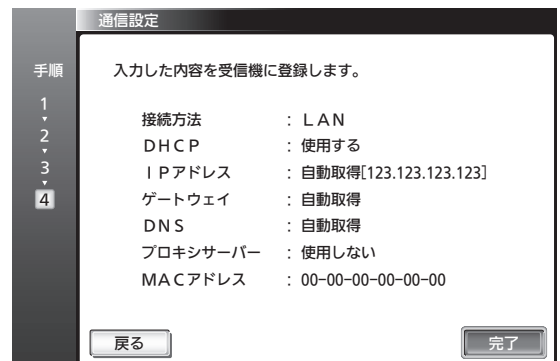 通信設定
手順
1
2
3
4
入力した内容を受信機に登録します。
接続方法 : ＬＡＮ
ＤＨＣＰ : 使用する
ＩＰアドレス : 自動取得[123.123.123.123]
ゲートウェイ : 自動取得
ＤＮＳ : 自動取得
プロキシサーバー : 使用しない
ＭＡＣアドレス : 00-00-00-00-00-00
戻る
完了